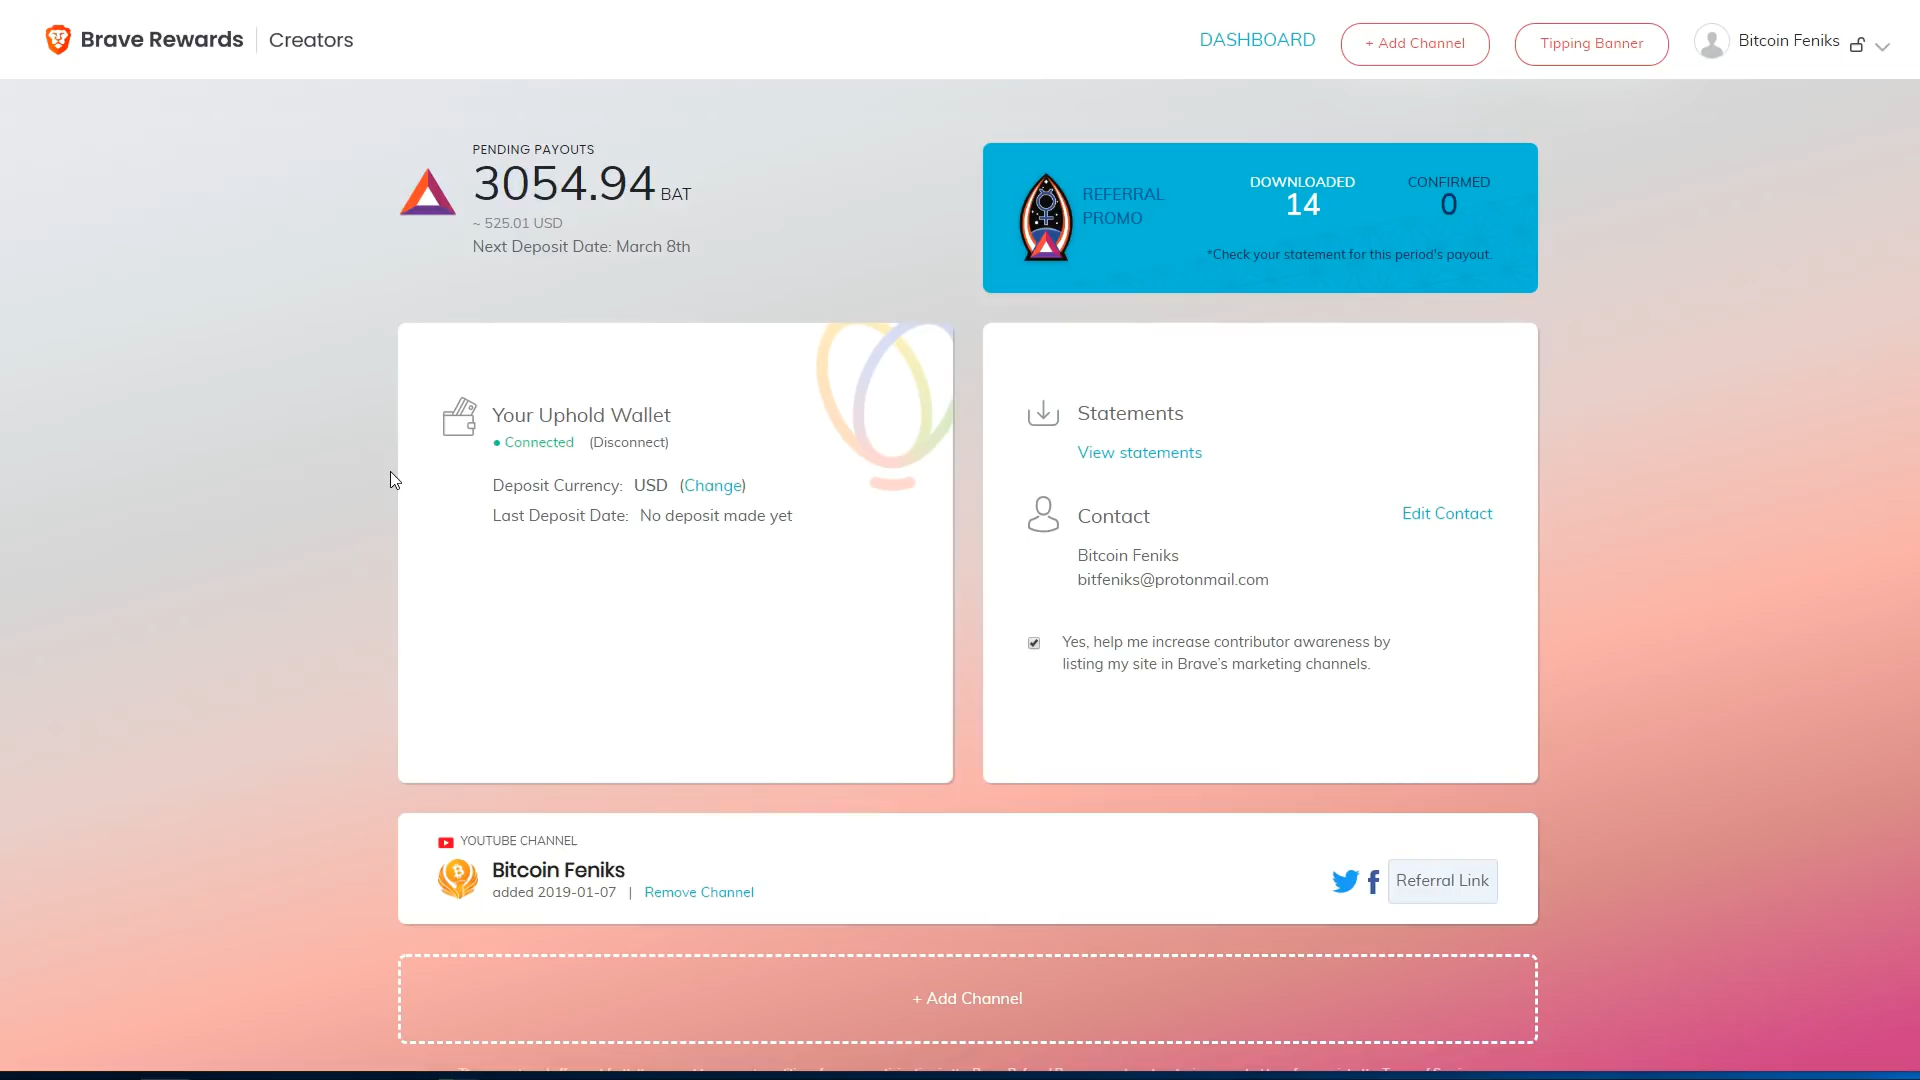 Brave Rewards Creators
DASHBOARD
+ Add Channel
Tipping Banner
Bitcoin Feniks
PENDING PAYOUTS
3054.94 BAT
~ 525.01 USD
Next Deposit Date: March 8th
REFERRAL
PROMO
DOWNLOADED
14
CONFIRMED
0
*Check your statement for this period's payout.
Your Uphold Wallet
● Connected (Disconnect)
Deposit Currency: USD (Change)
Last Deposit Date: No deposit made yet
Statements
View statements
Contact
Edit Contact
Bitcoin Feniks
bitfeniks@protonmail.com
Yes, help me increase contributor awareness by
listing my site in Brave's marketing channels.
YOUTUBE CHANNEL
Bitcoin Feniks
added 2019-01-07 | Remove Channel
Referral Link
+ Add Channel